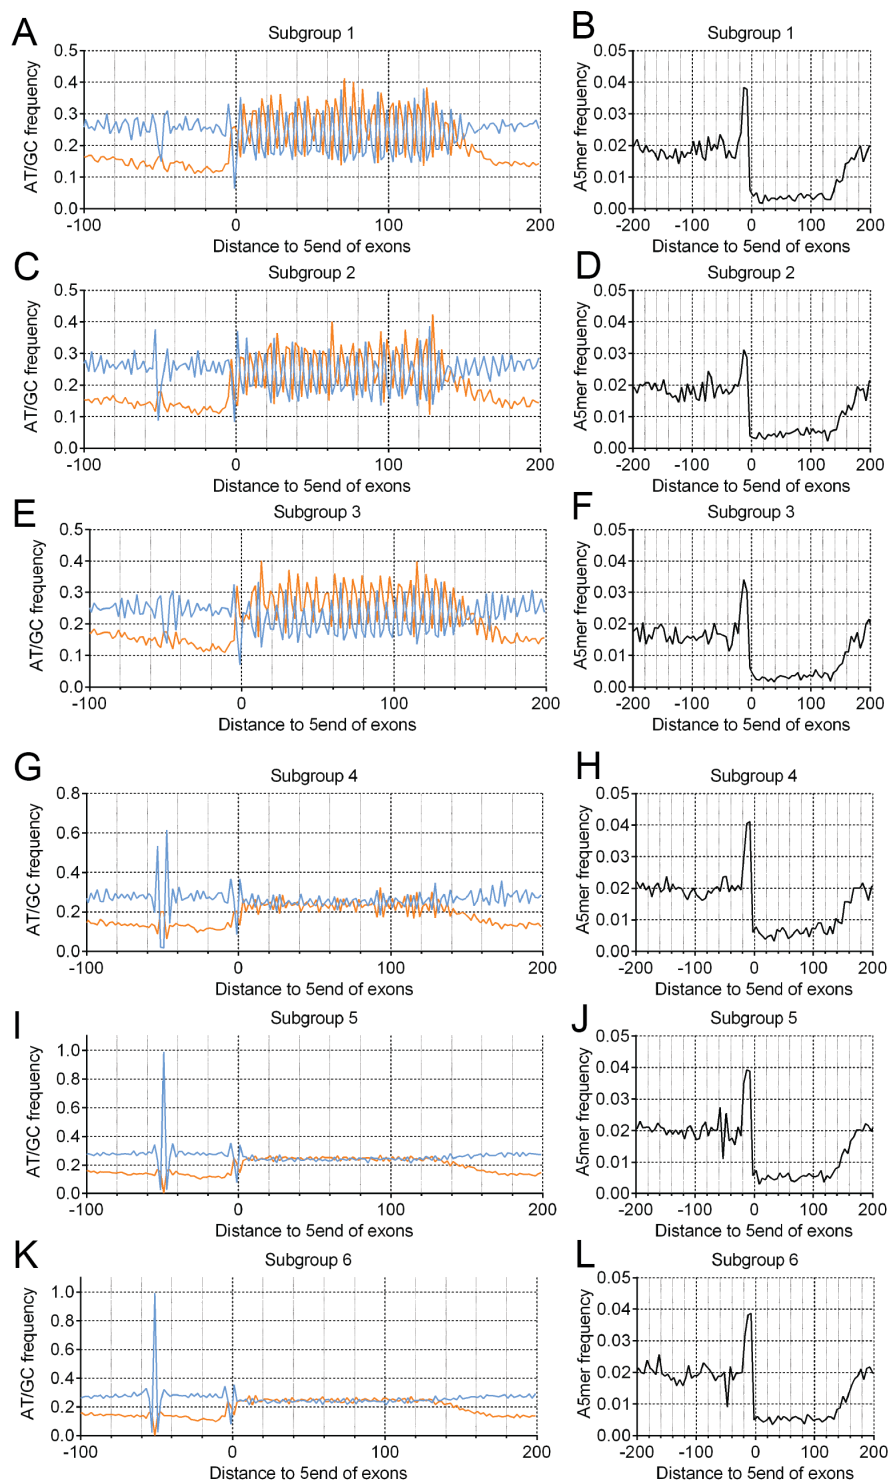 A
Subgroup 1
AT/GC frequency
0.5
0.4
0.3
0.2
0.1
0.0
-100 0 100 200
Distance to 5end of exons
B
Subgroup 1
A5mer frequency
0.05
0.04
0.03
0.02
0.01
0.00
-200 -100 0 100 200
Distance to 5end of exons
C
Subgroup 2
AT/GC frequency
0.5
0.4
0.3
0.2
0.1
0.0
-100 0 100 200
Distance to 5end of exons
D
Subgroup 2
A5mer frequency
0.05
0.04
0.03
0.02
0.01
0.00
-200 -100 0 100 200
Distance to 5end of exons
E
Subgroup 3
AT/GC frequency
0.5
0.4
0.3
0.2
0.1
0.0
-100 0 100 200
Distance to 5end of exons
F
Subgroup 3
A5mer frequency
0.05
0.04
0.03
0.02
0.01
0.00
-200 -100 0 100 200
Distance to 5end of exons
G
Subgroup 4
AT/GC frequency
0.8
0.6
0.4
0.2
0.0
-100 0 100 200
Distance to 5end of exons
H
Subgroup 4
A5mer frequency
0.05
0.04
0.03
0.02
0.01
0.00
-200 -100 0 100 200
Distance to 5end of exons
I
Subgroup 5
AT/GC frequency
1.0
0.8
0.6
0.4
0.2
0.0
-100 0 100 200
Distance to 5end of exons
J
Subgroup 5
A5mer frequency
0.05
0.04
0.03
0.02
0.01
0.00
-200 -100 0 100 200
Distance to 5end of exons
K
Subgroup 6
AT/GC frequency
1.0
0.8
0.6
0.4
0.2
0.0
-100 0 100 200
Distance to 5end of exons
L
Subgroup 6
A5mer frequency
0.05
0.04
0.03
0.02
0.01
0.00
-200 -100 0 100 200
Distance to 5end of exons